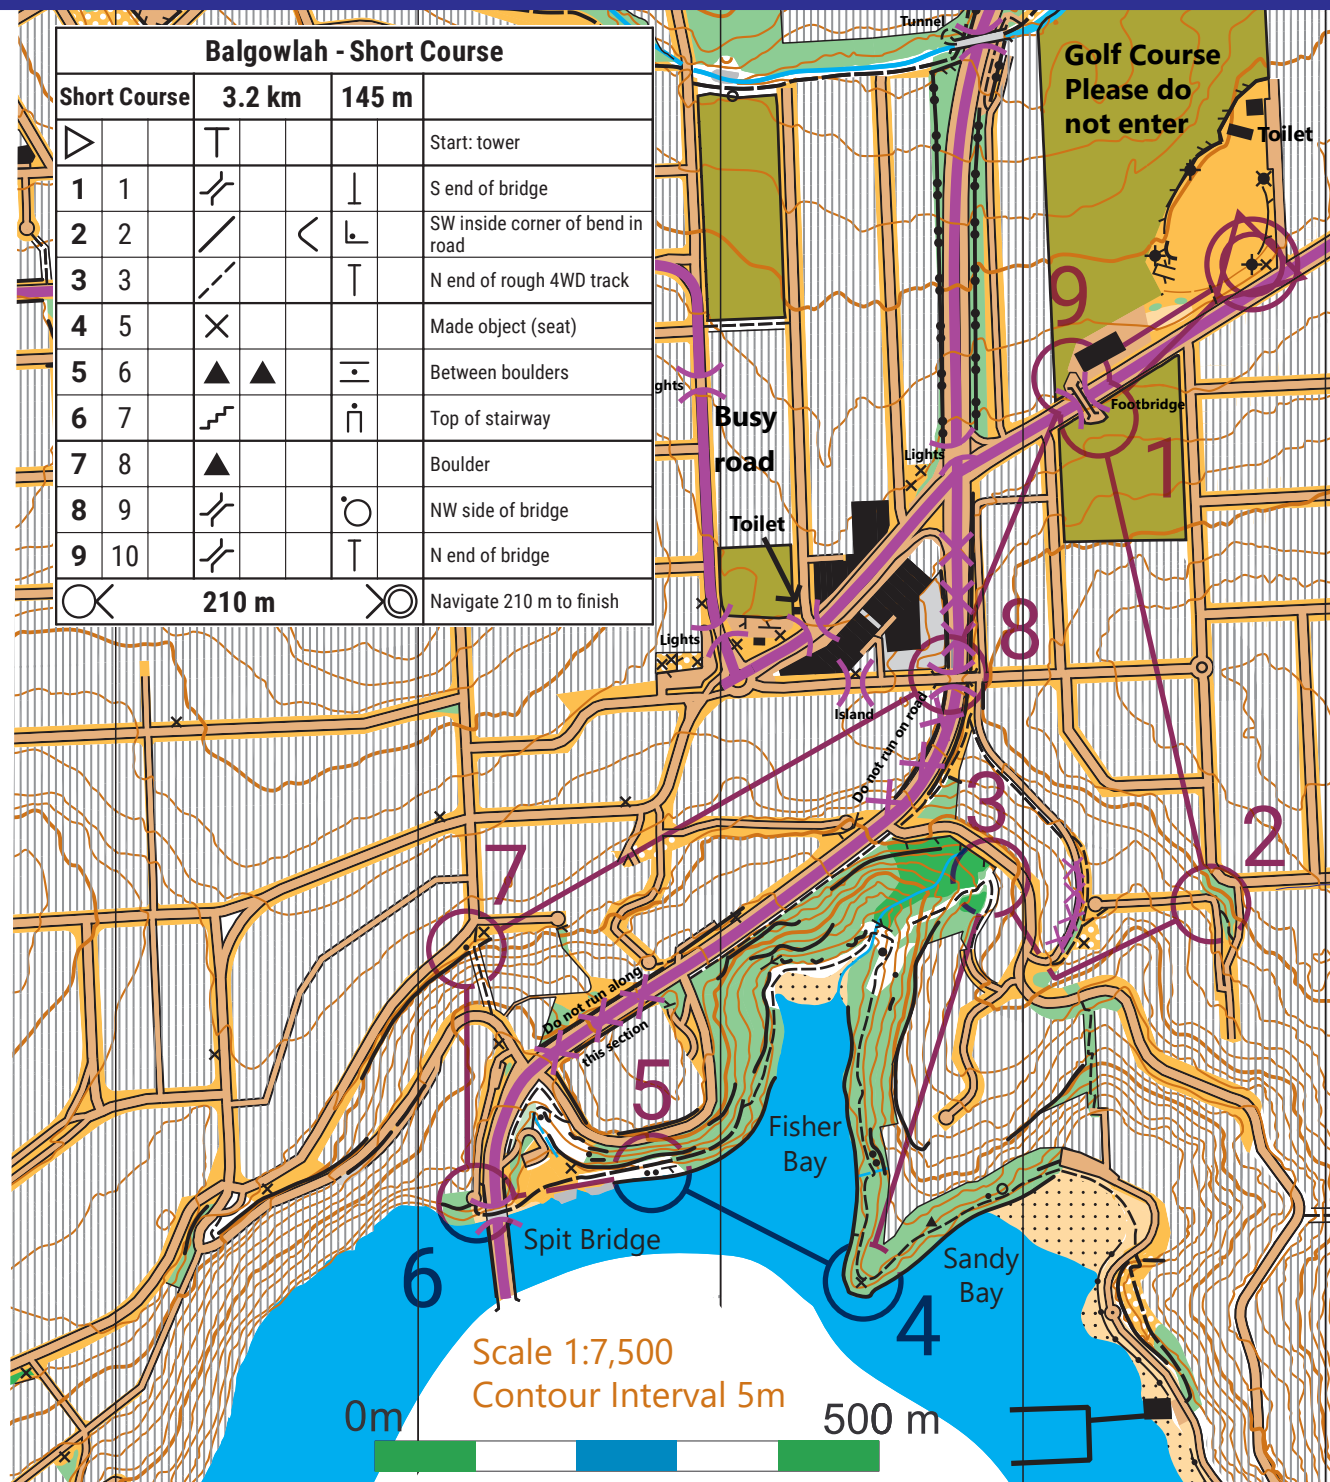 Balgowlah - Short Course
Short Course 3.2 km 145 m
Start: tower
1 1 S end of bridge
2 2 SW inside corner of bend in
road
3 3 N end of rough 4WD track
4 5 Made object (seat)
5 6 Between boulders
6 7 Top of stairway
7 8 Boulder
8 9 NW side of bridge
9 10 N end of bridge
210 m Navigate 210 m to finish
Tunnel
Golf Course
Please do
not enter
Toilet
9
ghts
Footbridge
Busy
road
Lights
1
Toilet
8
Lights
Island
Do not run on road
3
2
7
Do not run along
this section
5
Fisher
Bay
Spit Bridge
6
Sandy
Bay
4
Scale 1:7,500
Contour Interval 5m
0m 500 m